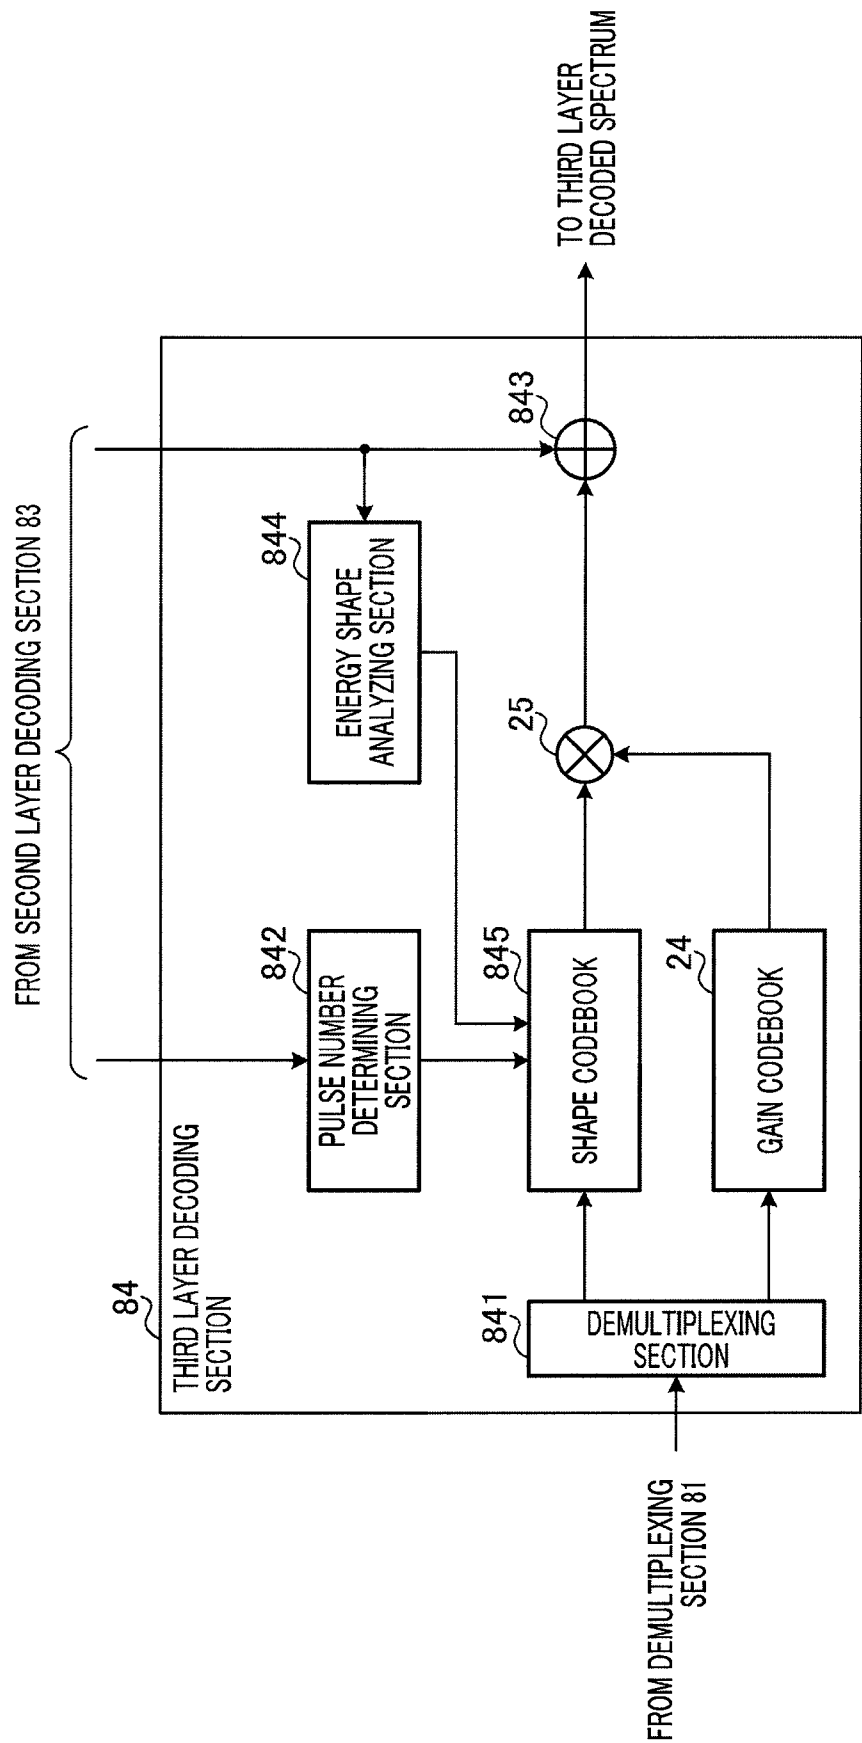 FROM SECOND LAYER DECODING SECTION 83
84
THIRD LAYER DECODING
SECTION
842
PULSE NUMBER
DETERMINING
SECTION
844
ENERGY SHAPE
ANALYZING SECTION
843
TO THIRD LAYER
DECODED SPECTRUM
841
DEMULTIPLEXING
SECTION
845
SHAPE CODEBOOK
25
24
GAIN CODEBOOK
FROM DEMULTIPLEXING
SECTION 81